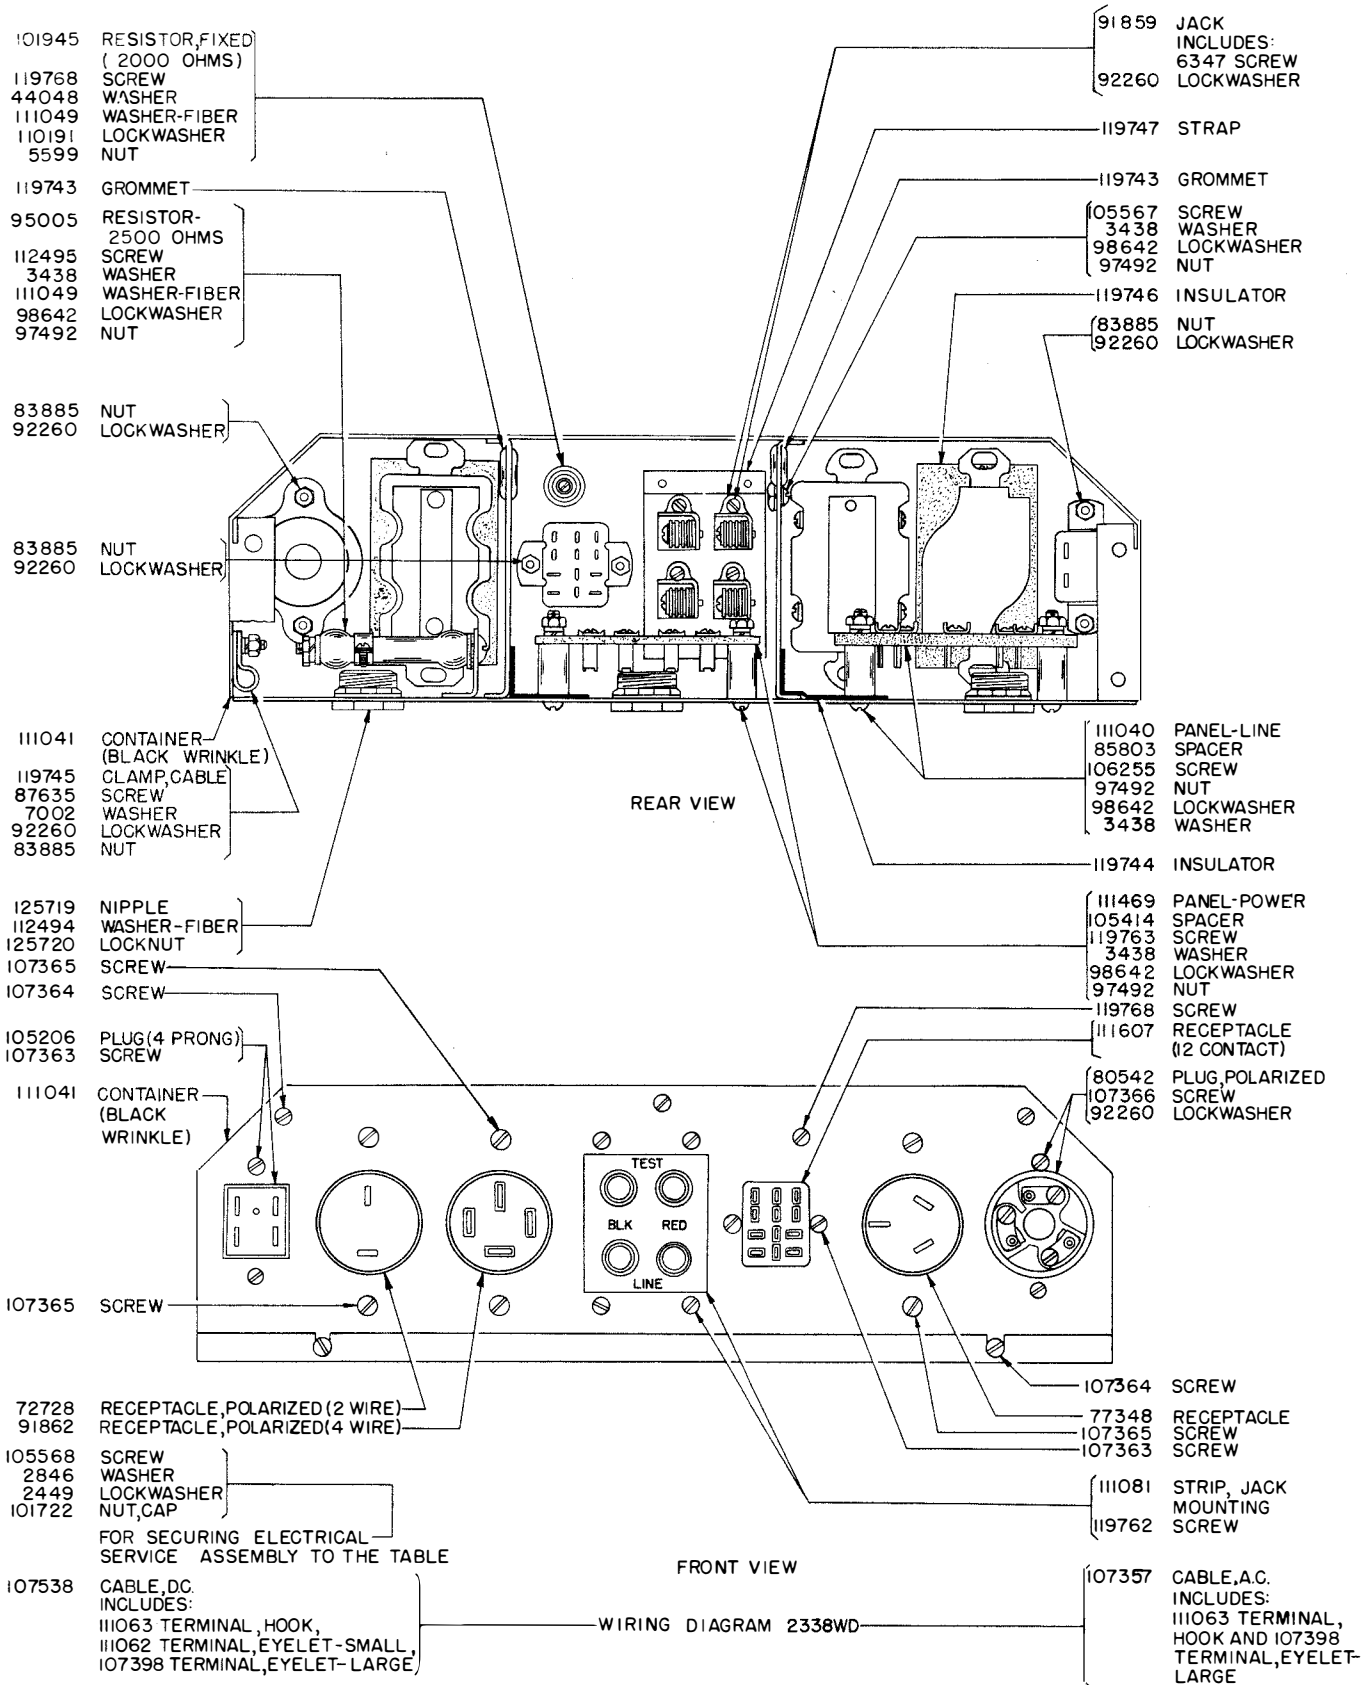 101945 RESISTOR,FIXED
( 2000 OHMS)
119768 SCREW
44048 WASHER
111049 WASHER-FIBER
110191 LOCKWASHER
5599 NUT
119743 GROMMET
95005 RESISTOR-
2500 OHMS
112495 SCREW
3438 WASHER
111049 WASHER-FIBER
98642 LOCKWASHER
97492 NUT
83885 NUT
92260 LOCKWASHER
83885 NUT
92260 LOCKWASHER
111041 CONTAINER
(BLACK WRINKLE)
119745 CLAMP,CABLE
87635 SCREW
7002 WASHER
92260 LOCKWASHER
83885 NUT
125719 NIPPLE
112494 WASHER-FIBER
125720 LOCKNUT
91859 JACK
INCLUDES:
6347 SCREW
92260 LOCKWASHER
119747 STRAP
119743 GROMMET
105567 SCREW
3438 WASHER
98642 LOCKWASHER
97492 NUT
119746 INSULATOR
83885 NUT
92260 LOCKWASHER
111040 PANEL-LINE
85803 SPACER
106255 SCREW
97492 NUT
98642 LOCKWASHER
3438 WASHER
119744 INSULATOR
111469 PANEL-POWER
105414 SPACER
119763 SCREW
3438 WASHER
98642 LOCKWASHER
97492 NUT
REAR VIEW
107365 SCREW
107364 SCREW
105206 PLUG(4 PRONG)
107363 SCREW
111041 CONTAINER
(BLACK
WRINKLE)
107365 SCREW
72728 RECEPTACLE,POLARIZED(2 WIRE)
91862 RECEPTACLE,POLARIZED(4 WIRE)
105568 SCREW
2846 WASHER
2449 LOCKWASHER
101722 NUT,CAP
FOR SECURING ELECTRICAL
SERVICE ASSEMBLY TO THE TABLE
TEST
BLK RED
LINE
119768 SCREW
111607 RECEPTACLE
(12 CONTACT)
80542 PLUG,POLARIZED
107366 SCREW
92260 LOCKWASHER
107364 SCREW
77348 RECEPTACLE
107365 SCREW
107363 SCREW
111081 STRIP, JACK
MOUNTING
119762 SCREW
FRONT VIEW
107538 CABLE,D.C.
INCLUDES:
111063 TERMINAL,HOOK,
111062 TERMINAL,EYELET-SMALL,
107398 TERMINAL,EYELET-LARGE
WIRING DIAGRAM 2338WD
107357 CABLE,A.C.
INCLUDES:
111063 TERMINAL,
HOOK AND 107398
TERMINAL,EYELET-
LARGE